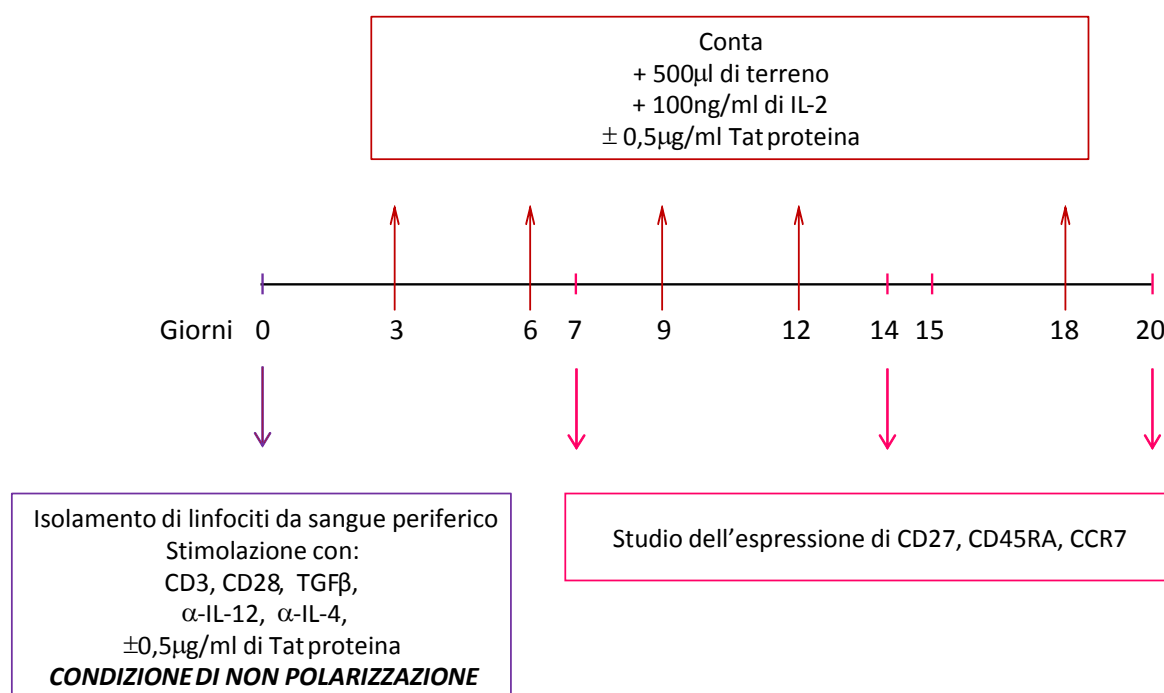 Conta
+ 500μl di terreno
+ 100ng/ml di IL-2
± 0,5μg/ml Tat proteina
Giorni 0 3 6 7 9 12 14 15 18 20
Isolamento di linfociti da sangue periferico
Stimolazione con:
CD3, CD28, TGFβ,
α-IL-12, α-IL-4,
±0,5μg/ml di Tat proteina
CONDIZIONE DI NON POLARIZZAZIONE
Studio dell’espressione di CD27, CD45RA, CCR7